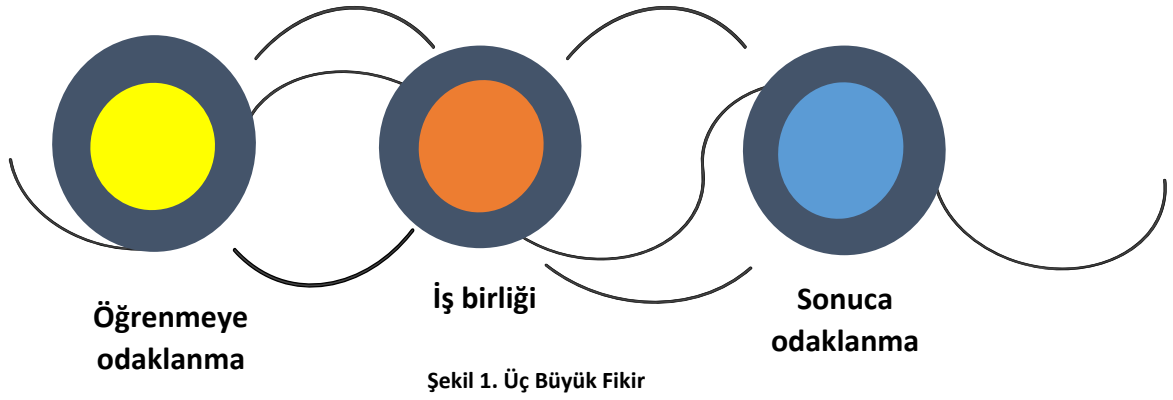 Öğrenmeye
odaklanma
İş birliği
Sonuca
odaklanma
Şekil 1. Üç Büyük Fikir